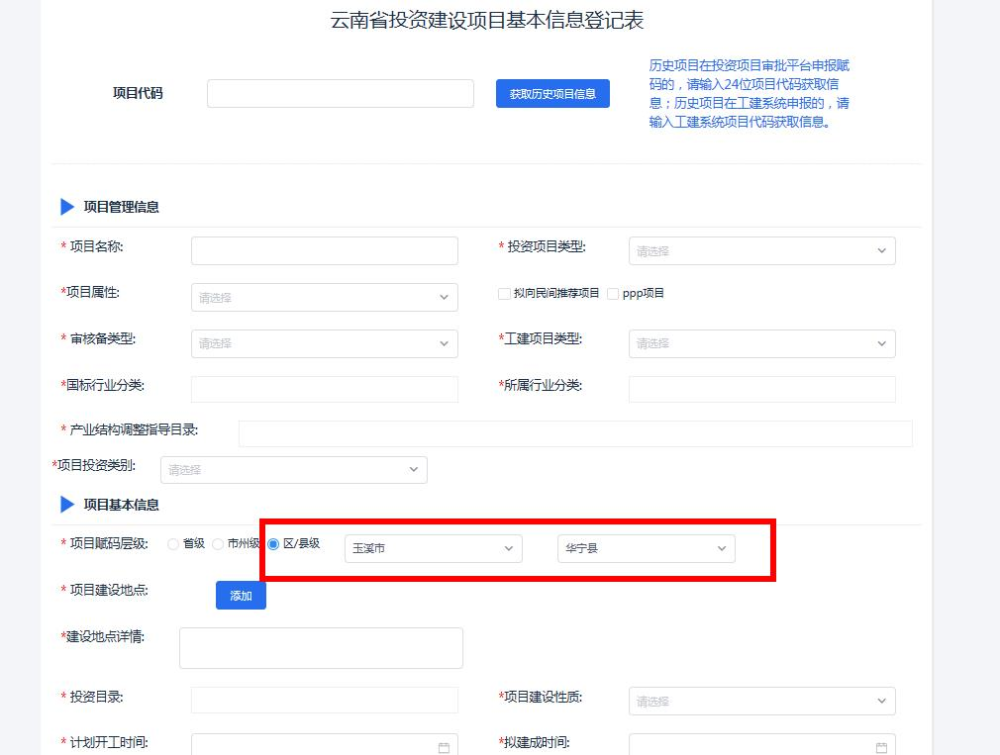 云南省投资建设项目基本信息登记表
项目代码
获取历史项目信息
历史项目在投资项目审批平台申报赋
码的，请输入24位项目代码获取信
息；历史项目在工建系统申报的，请
输入工建系统项目代码获取信息。
项目管理信息
* 项目名称:
* 投资项目类型: 请选择
*项目属性: 请选择
拟向民间推荐项目 ppp项目
* 审核备类型: 请选择
*工建项目类型: 请选择
*国标行业分类:
*所属行业分类:
* 产业结构调整指导目录:
*项目投资类别: 请选择
项目基本信息
* 项目赋码层级: 省级 市州级 区/县级 玉溪市 华宁县
* 项目建设地点: 添加
*建设地点详情:
* 投资目录:
*项目建设性质: 请选择
* 计划开工时间:
*拟建成时间: